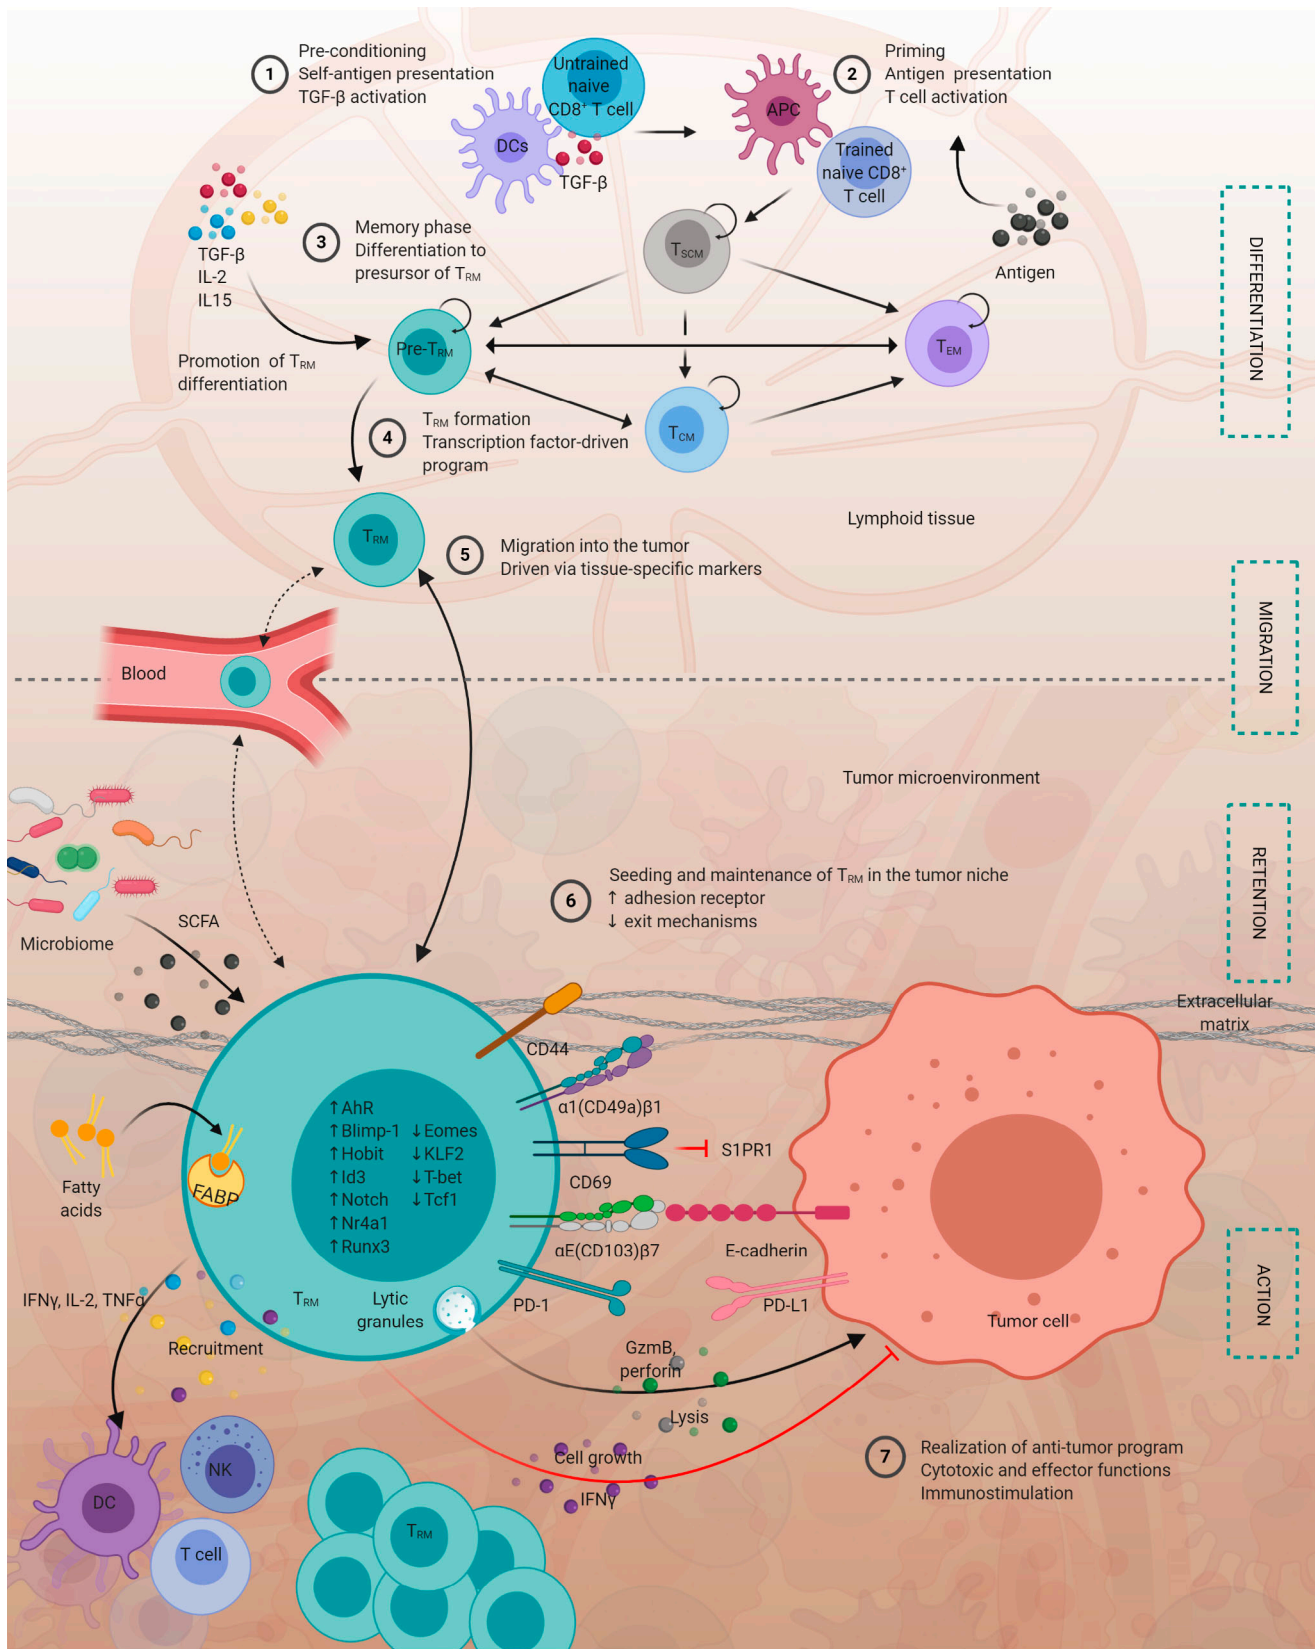 1
Pre-conditioning
Self-antigen presentation
TGF-β activation
Untrained
naive
CD8⁺ T cell
DCs
TGF-β
APC
2
Priming
Antigen presentation
T cell activation
Trained
naive CD8⁺
T cell
Antigen
TGF-β
IL-2
IL15
3
Memory phase
Differentiation to
presursor of TRM
TSCM
Promotion of TRM
differentiation
Pre-TRM
TEM
TCM
4
TRM formation
Transcription factor-driven
program
TRM
5
Migration into the tumor
Driven via tissue-specific markers
Lymphoid tissue
DIFFERENTIATION
MIGRATION
Blood
Tumor microenvironment
RETENTION
6
Seeding and maintenance of TRM in the tumor niche
↑ adhesion receptor
↓ exit mechanisms
Microbiome
SCFA
Extracellular
matrix
CD44
α1(CD49a)β1
CD69
S1PR1
αE(CD103)β7
E-cadherin
PD-1
PD-L1
↑AhR
↑Blimp-1 ↓Eomes
↑Hobit ↓KLF2
↑Id3 ↓T-bet
↑Notch ↓Tcf1
↑Nr4a1
↑Runx3
Fatty
acids
FABP
TRM
Lytic
granules
Tumor cell
ACTION
IFNγ, IL-2, TNFα
Recruitment
GzmB,
perforin
Lysis
Cell growth
IFNγ
7
Realization of anti-tumor program
Cytotoxic and effector functions
Immunostimulation
NK
DC
T cell
TRM